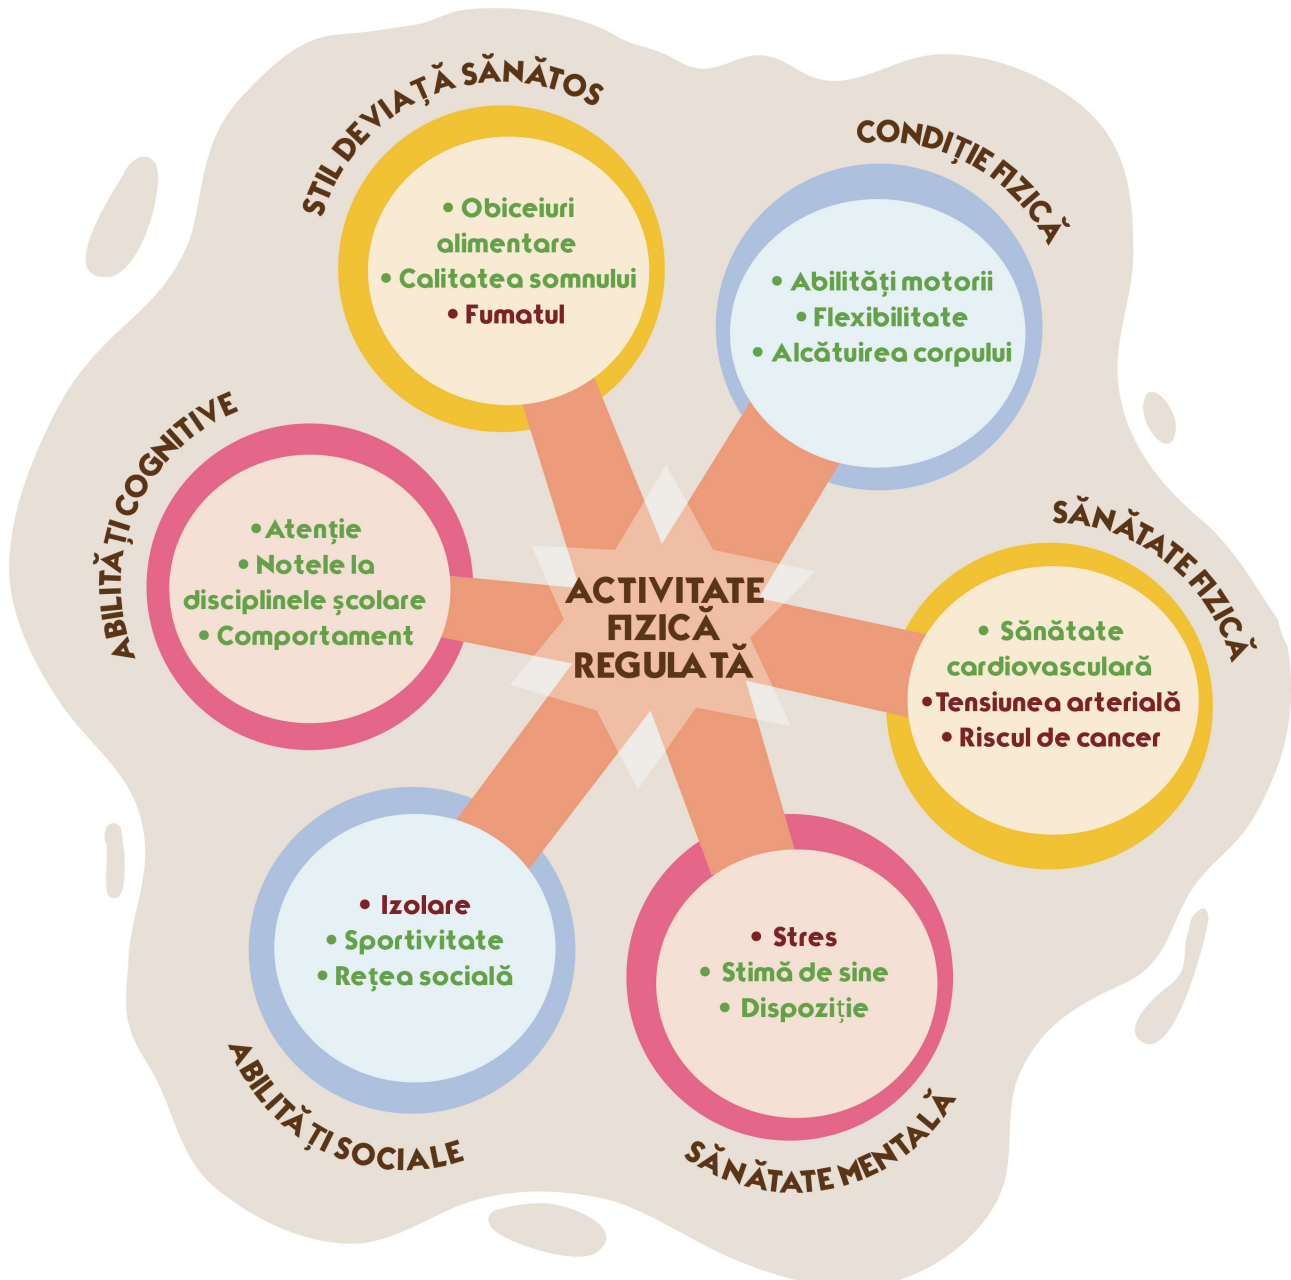 STIL DE VIAȚĂ SĂNĂTOS
• Obiceiuri
alimentare
• Calitatea somnului
• Fumatul
CONDIȚIE FIZICĂ
• Abilități motorii
• Flexibilitate
• Alcătuirea corpului
ABILITĂȚI COGNITIVE
• Atenție
• Notele la
disciplinele școlare
• Comportament
ACTIVITATE
FIZICĂ
REGULATĂ
SĂNĂTATE FIZICĂ
• Sănătate
cardiovasculară
• Tensiunea arterială
• Riscul de cancer
• Izolare
• Sportivitate
• Rețea socială
ABILITĂȚI SOCIALE
• Stres
• Stimă de sine
• Dispoziție
SĂNĂTATE MENTALĂ